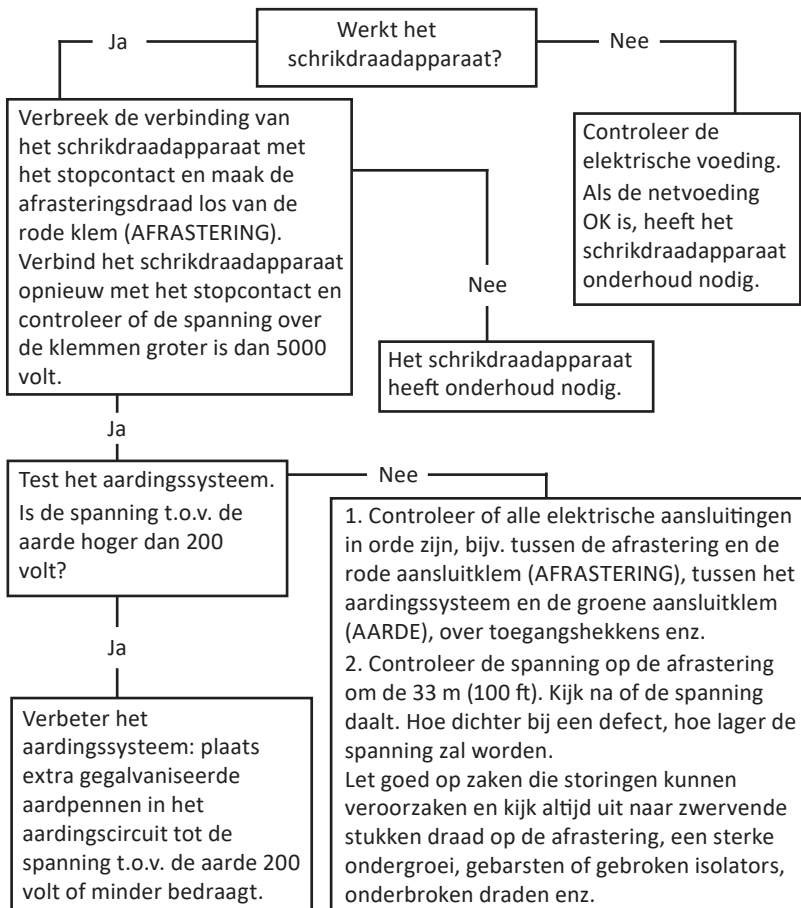 Werkt het
schrikdraadapparaat?
Ja
Nee
Verbreek de verbinding van
het schrikdraadapparaat met
het stopcontact en maak de
afrasteringsdraad los van de
rode klem (AFRASTERING).
Verbind het schrikdraadapparaat
opnieuw met het stopcontact en
controleer of de spanning over
de klemmen groter is dan 5000
volt.
Controleer de
elektrische voeding.
Als de netvoeding
OK is, heeft het
schrikdraadapparaat
onderhoud nodig.
Nee
Het schrikdraadapparaat
heeft onderhoud nodig.
Ja
Test het aardingssysteem.
Is de spanning t.o.v. de
aarde hoger dan 200
volt?
Nee
1. Controleer of alle elektrische aansluitingen
in orde zijn, bijv. tussen de afrastering en de
rode aansluitklem (AFRASTERING), tussen het
aardingssysteem en de groene aansluitklem
(AARDE), over toegangshekkens enz.
2. Controleer de spanning op de afrastering
om de 33 m (100 ft). Kijk na of de spanning
daalt. Hoe dichter bij een defect, hoe lager de
spanning zal worden.
Let goed op zaken die storingen kunnen
veroorzaken en kijk altijd uit naar zwervende
stukken draad op de afrastering, een sterke
ondergroei, gebarsten of gebroken isolators,
onderbroken draden enz.
Ja
Verbeter het
aardingssysteem: plaats
extra gegalvaniseerde
aardpennen in het
aardingscircuit tot de
spanning t.o.v. de aarde 200
volt of minder bedraagt.